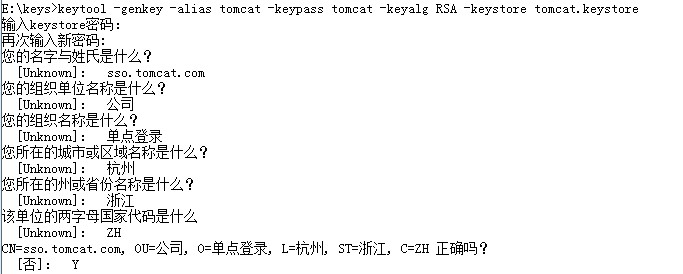 E:\keys>keytool -genkey -alias tomcat -keypass tomcat -keyalg RSA -keystore tomcat.keystore
输入keystore密码:
再次输入新密码:
您的名字与姓氏是什么?
[Unknown]: sso.tomcat.com
您的组织单位名称是什么?
[Unknown]: 公司
您的组织名称是什么?
[Unknown]: 单点登录
您所在的城市或区域名称是什么?
[Unknown]: 杭州
您所在的州或省份名称是什么?
[Unknown]: 浙江
该单位的两字母国家代码是什么
[Unknown]: ZH
CN=sso.tomcat.com, OU=公司, O=单点登录, L=杭州, ST=浙江, C=ZH 正确吗?
[否]: Y